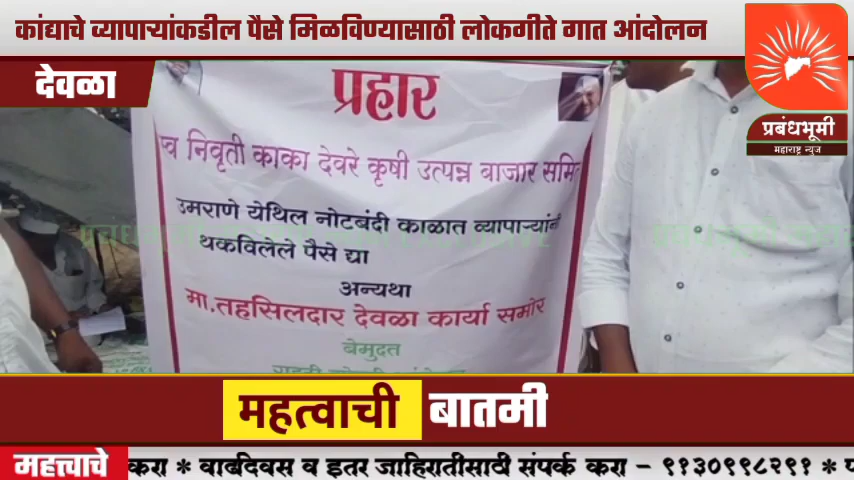 कांद्याचे व्यापाऱ्यांकडील पैसे मिळविण्यासाठी लोकगीते गात आंदोलन
देवळा
प्रबंधभूमी
महाराष्ट्र न्युज
प्रहार
स्व निवृती काका देवरे कृषी उत्पन्न बाजार समि
उमराणे येथिल नोटबंदी काळात व्यापाऱ्यांनी
थकविलेले पैसे द्या
अन्यथा
मा.तहसिलदार देवळा कार्या समोर
बेमुदत
महत्वाची बातमी
महत्त्वाचे
करा * वाढदिवस व इतर जाहिरातीसाठी संपर्क करा - ९१३०९९८२९१ *